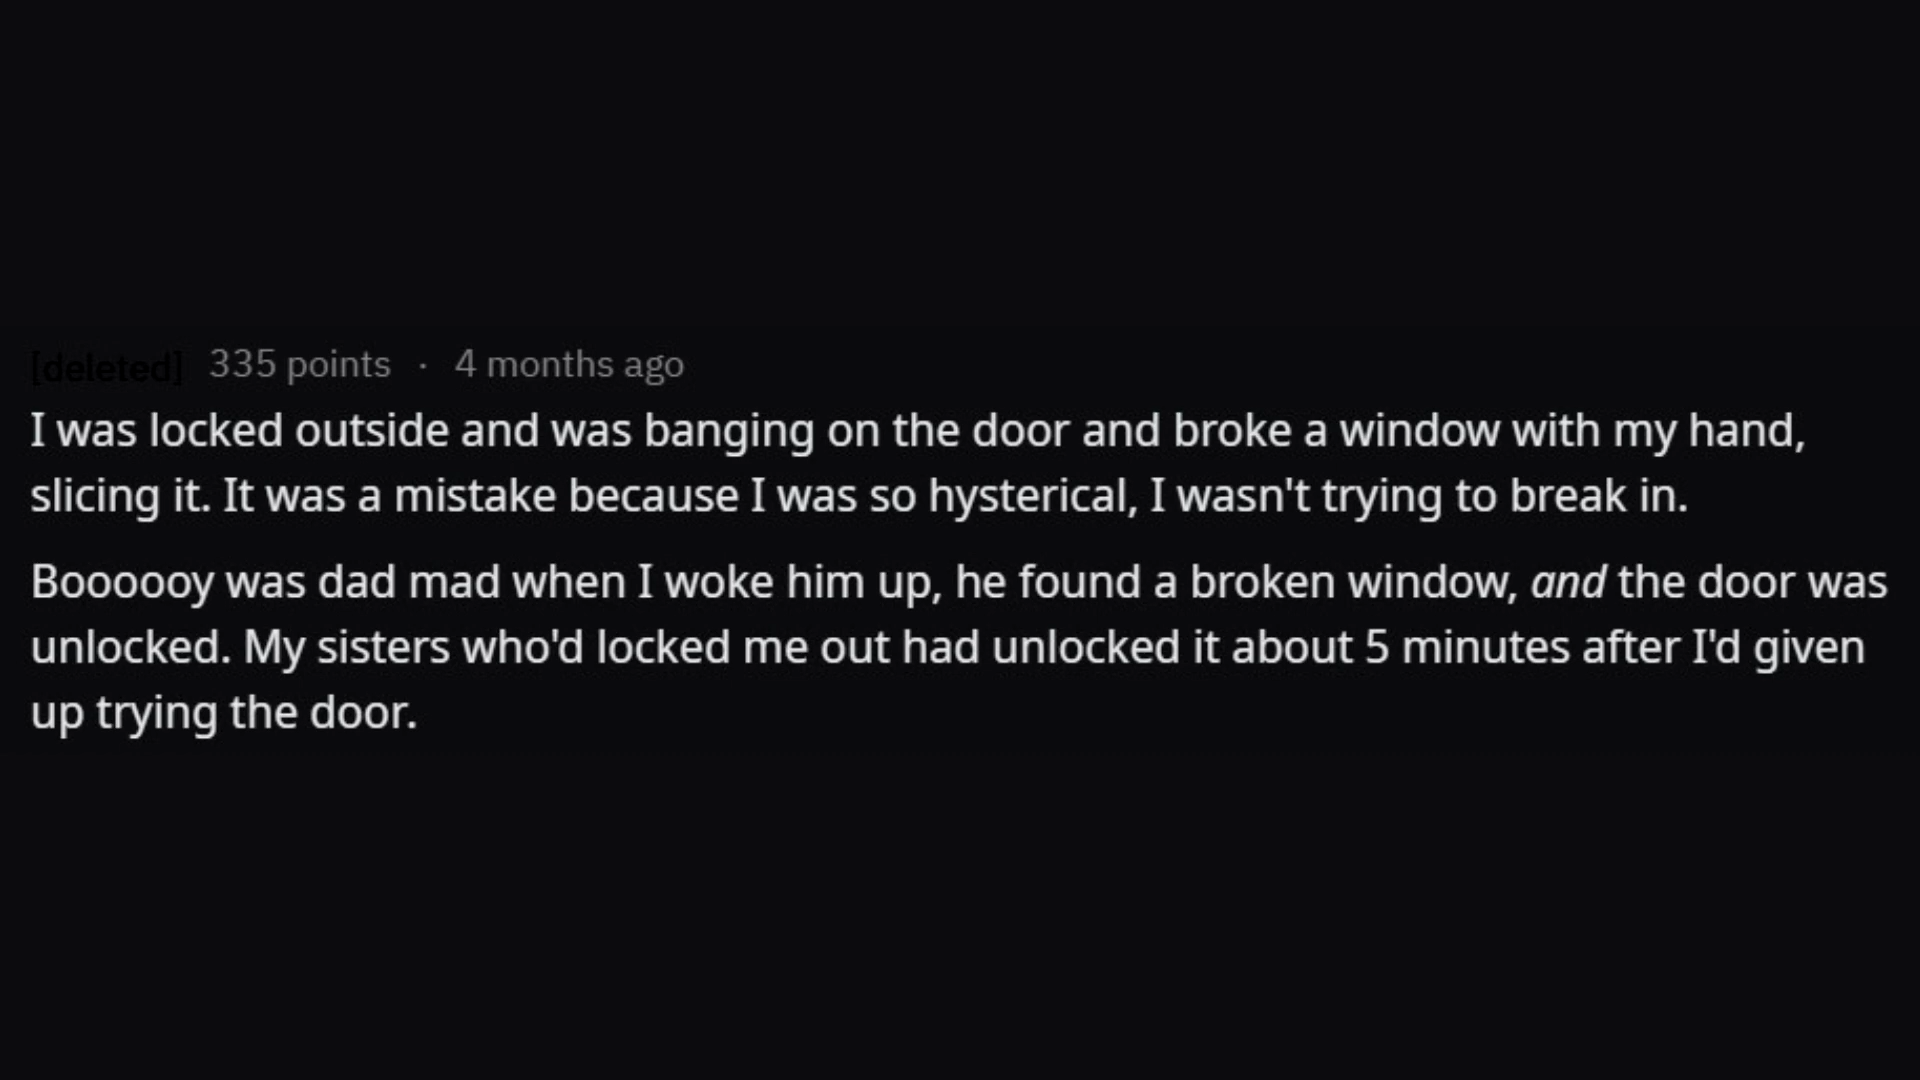 [deleted] 335 points · 4 months ago
I was locked outside and was banging on the door and broke a window with my hand,
slicing it. It was a mistake because I was so hysterical, I wasn't trying to break in.
Boooooy was dad mad when I woke him up, he found a broken window, and the door was
unlocked. My sisters who'd locked me out had unlocked it about 5 minutes after I'd given
up trying the door.